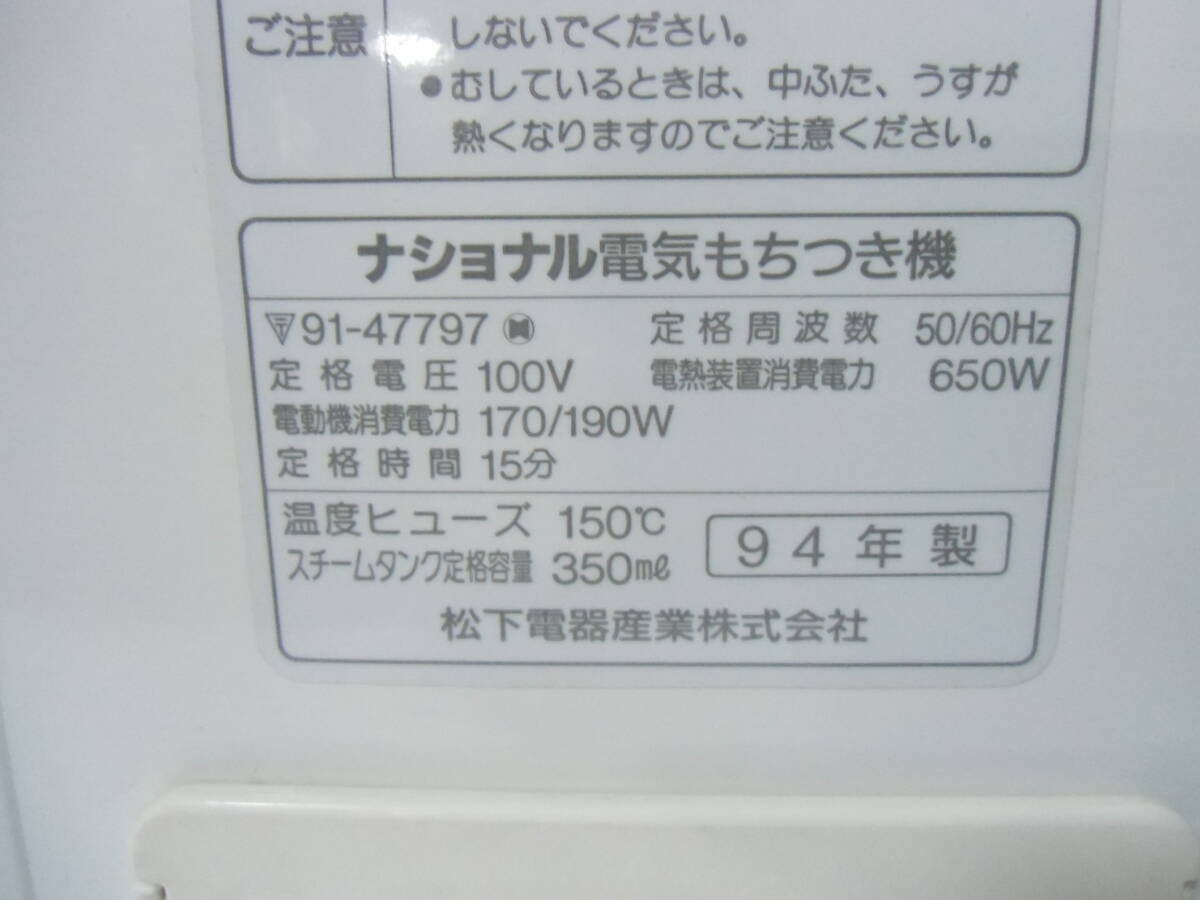 ご注意
しないでください。
●むしているときは、中ふた、うすが
熱くなりますのでご注意ください。
ナショナル電気もちつき機
91-47797 定格周波数 50/60Hz
定格電圧 100V 電熱装置消費電力 650W
電動機消費電力 170/190W
定格時間 15分
温度ヒューズ 150℃
スチームタンク定格容量 350mℓ
94年製
松下電器産業株式会社